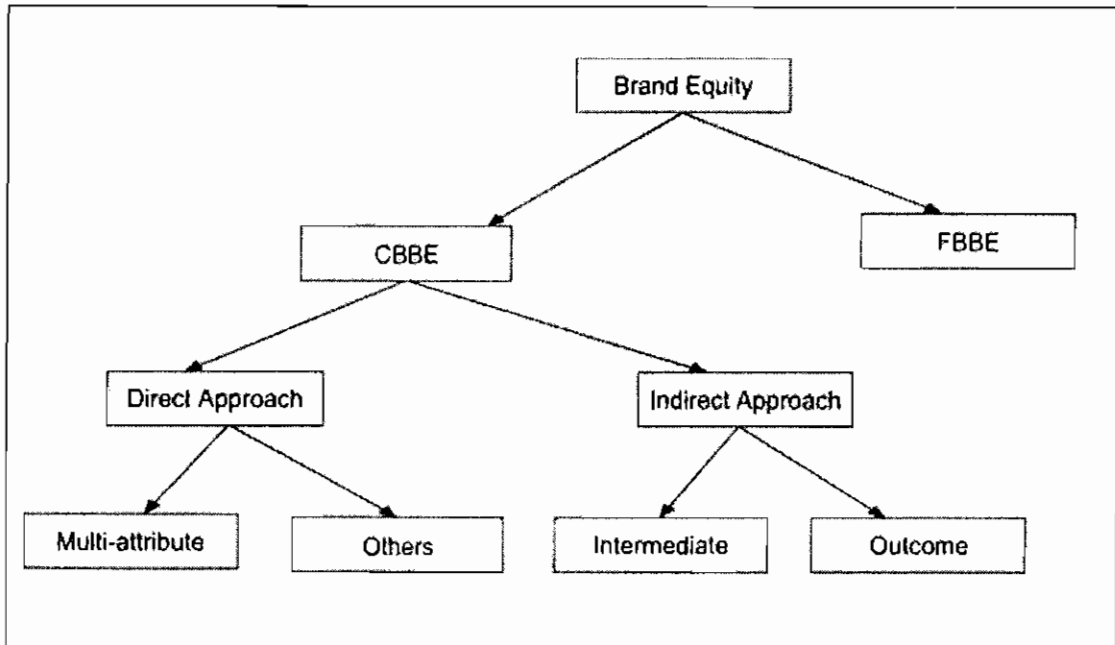 Brand Equity
CBBE
FBBE
Direct Approach
Indirect Approach
Multi-attribute
Others
Intermediate
Outcome